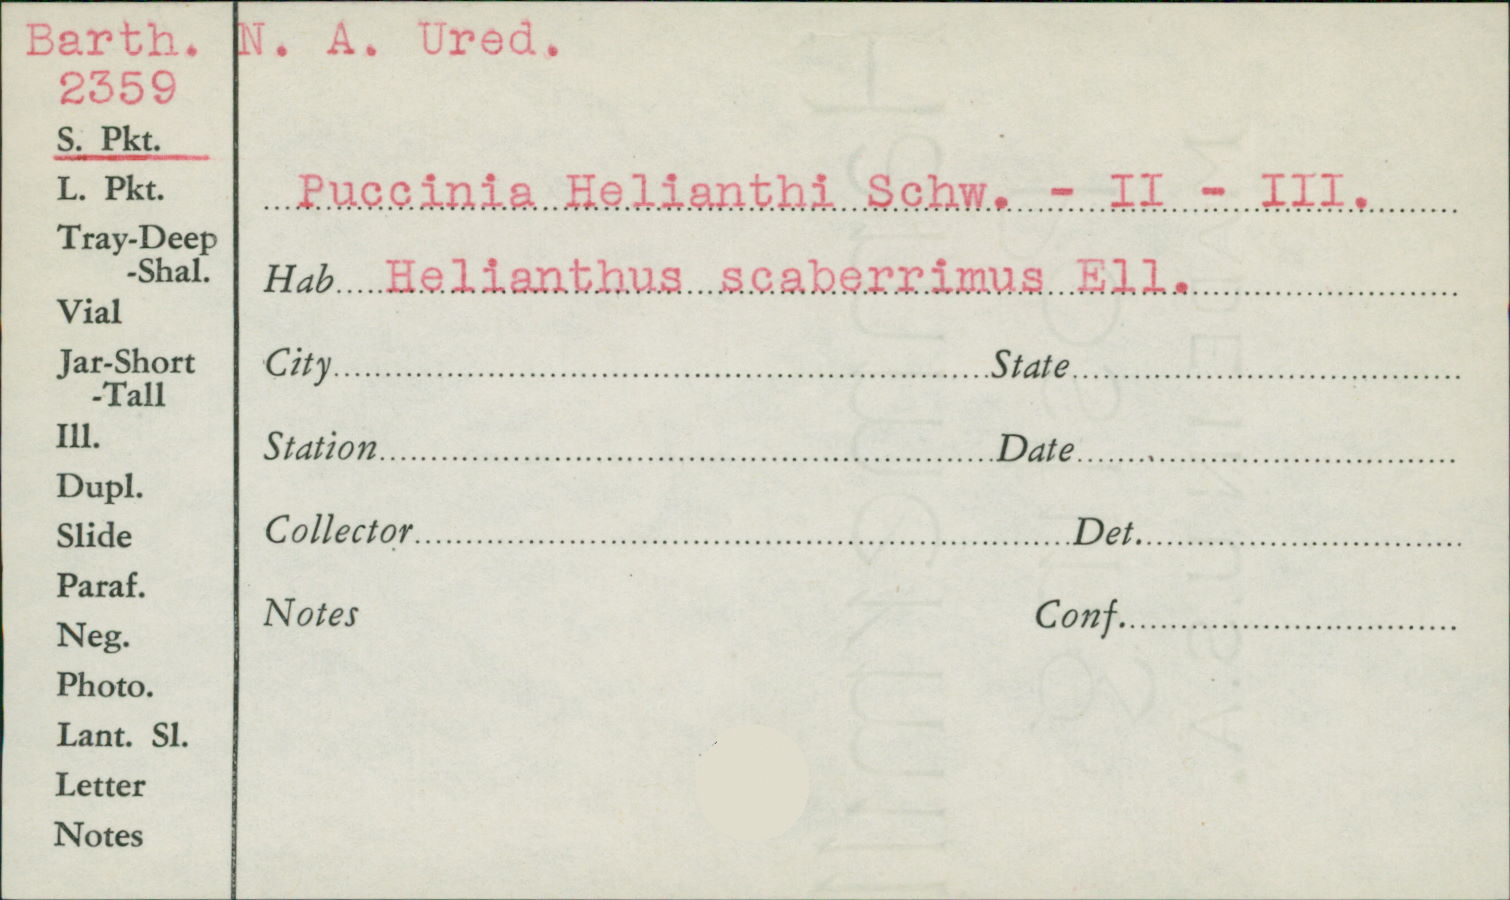 Barth. N. A. Ured.
2359
S. Pkt.
L. Pkt.
Tray-Deep
-Shal.
Vial
Jar-Short
-Tall
Ill.
Dupl.
Slide
Paraf.
Neg.
Photo.
Lant. Sl.
Letter
Notes
Puccinia Helianthi Schw. - II - III.
Hab. Helianthus scaberrimus Ell.
City State
Station Date
Collector Det.
Notes Conf.